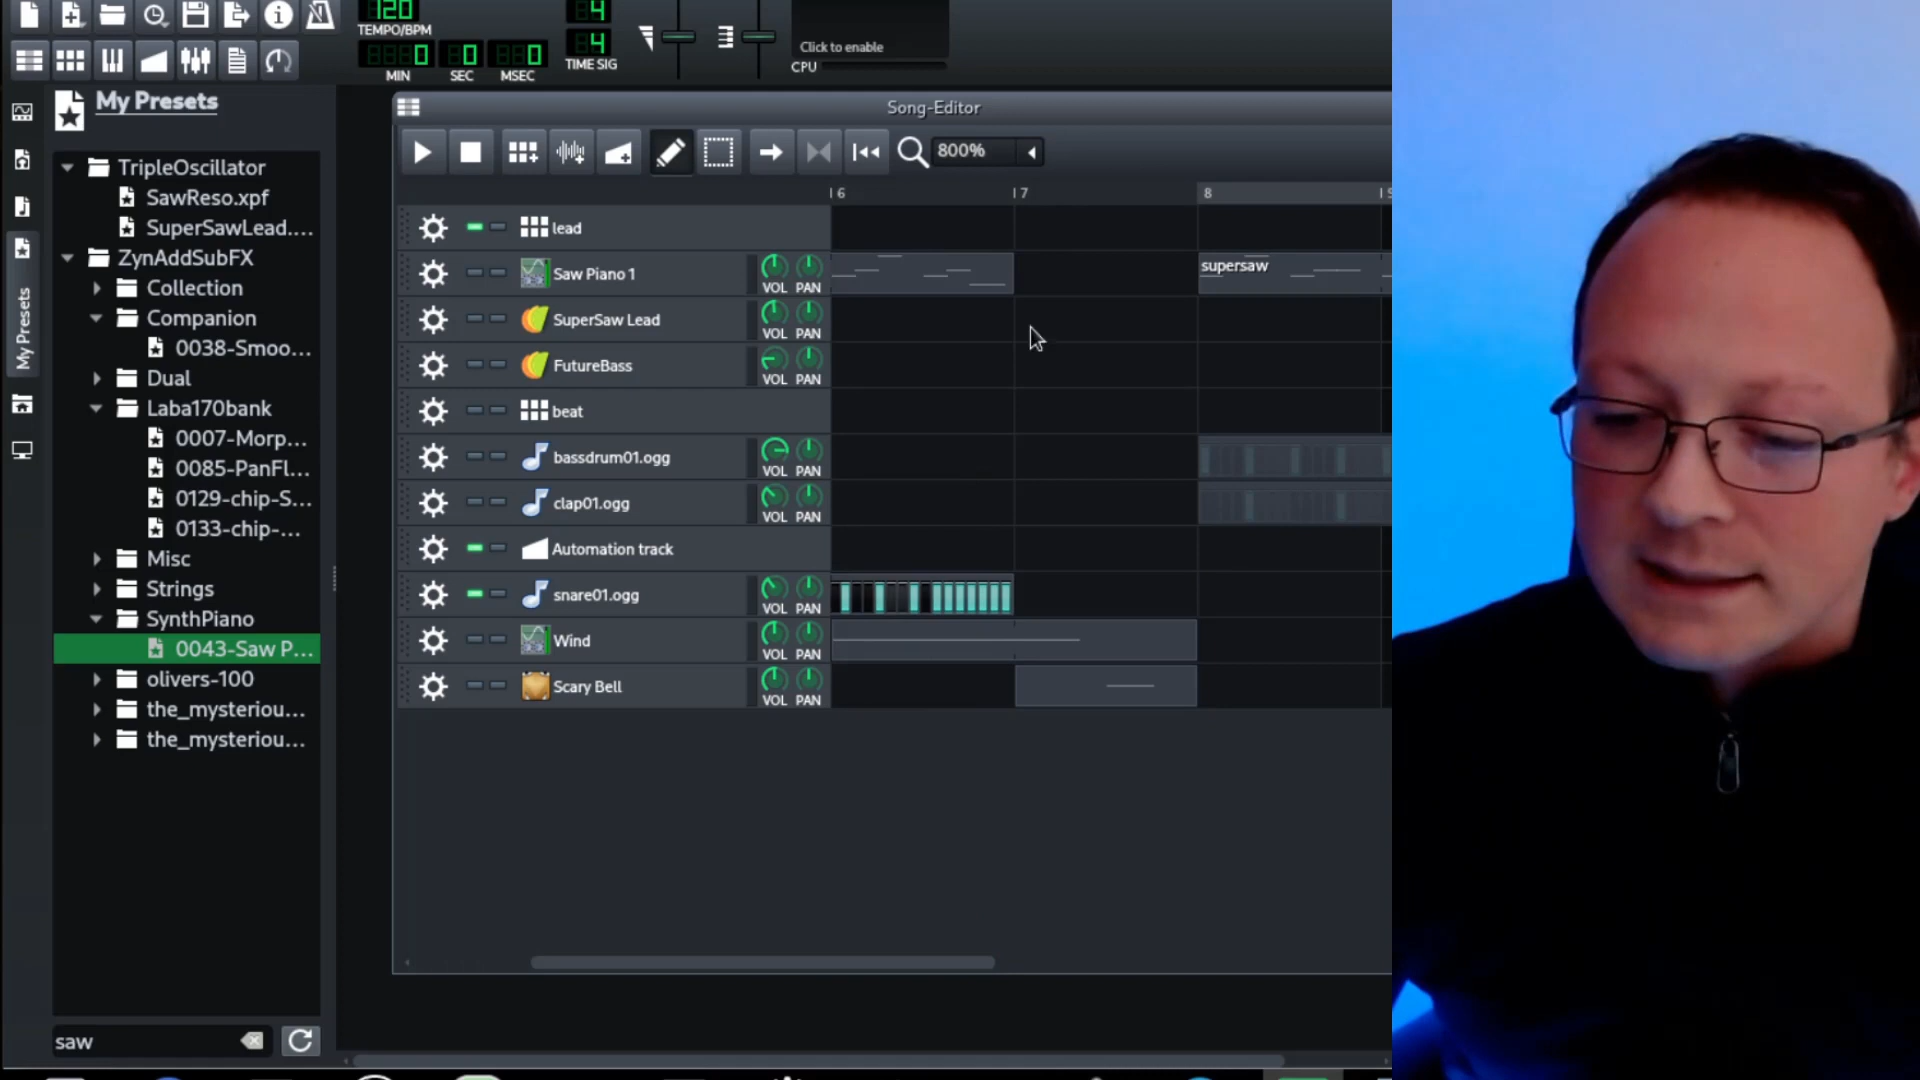 120
TEMPO/BPM
4
4
TIME SIG
0 0 0
MIN SEC MSEC
Click to enable
CPU
My Presets
My Presets
TripleOscillator
SawReso.xpf
SuperSawLead....
ZynAddSubFX
Collection
Companion
0038-Smoo...
Dual
Laba170bank
0007-Morp...
0085-PanFl...
0129-chip-S...
0133-chip-...
Misc
Strings
SynthPiano
0043-Saw P...
olivers-100
the_mysteriou...
the_mysteriou...
saw
Song-Editor
800%
6 7 8 9
lead
Saw Piano 1 VOL PAN supersaw
SuperSaw Lead VOL PAN
FutureBass VOL PAN
beat
bassdrum01.ogg VOL PAN
clap01.ogg VOL PAN
Automation track
snare01.ogg VOL PAN
Wind VOL PAN
Scary Bell VOL PAN